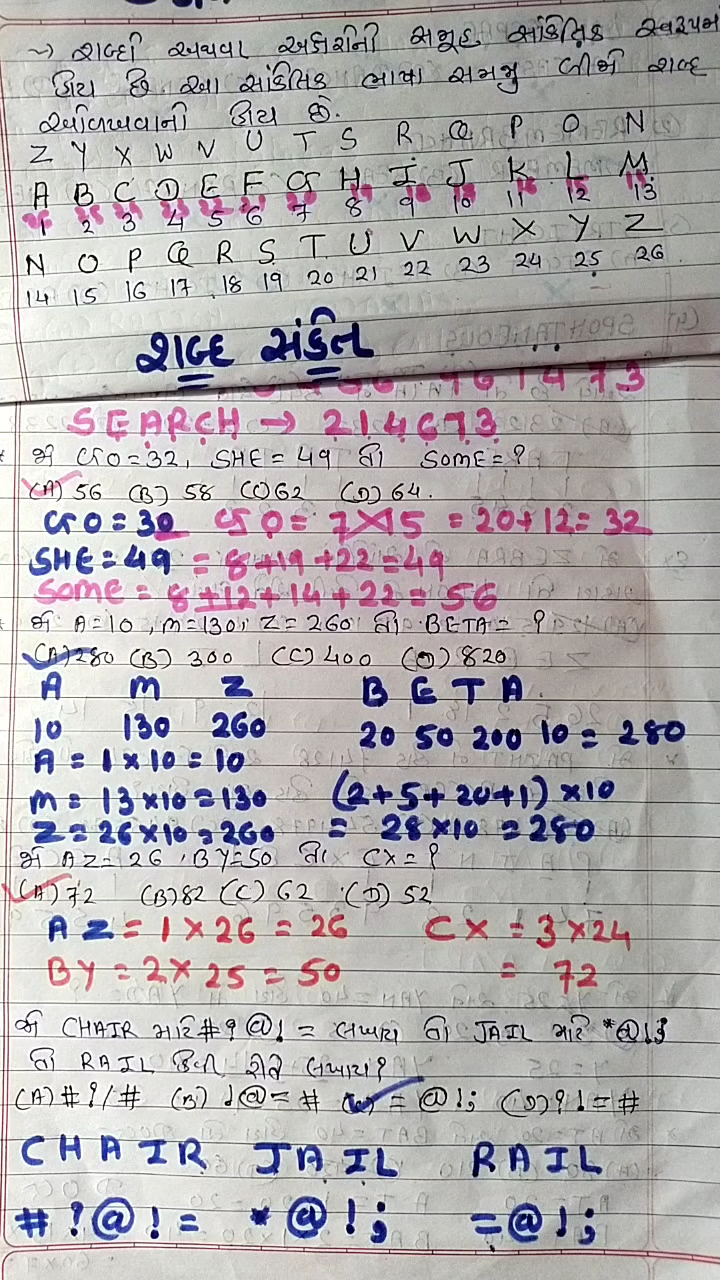 ~) શબ્દો અથવા અક્ષરોની સમૂહ સાંકેતિક સ્વરૂપમાં
હોય છે આ સાંકેતિક ભાષા સમજી બીજો શબ્દ
ઓળખવાનો હોય છે.
Z Y X W V U T S R Q P O N
A B C D E F G H I J K L M
1 2 3 4 5 6 7 8 9 10 11 12 13
N O P Q R S T U V W X Y Z
14 15 16 17 18 19 20 21 22 23 24 25 26
શબ્દ સંકેત
SEARCH → 214673
* જો GO=32, SHE=49 તો SOME=?
(A) 56 (B) 58 (C) 62 (D) 64.
GO=32 GO= 7×15 = 20+12= 32
SHE=49 = 8+19+22=49
SOME = 8+12+14+22=56
* જો A=10, M=130, Z=260 તો BETA= ?
(A) 280 (B) 300 (C) 400 (D) 820
A M Z B E T A.
10 130 260 20 50 200 10 = 280
A = 1×10=10
M = 13×10=130 (2+5+20+1)×10
Z = 26×10=260 = 28×10=280
જો AZ=26, BY=50 તો CX=?
(A) 72 (B) 82 (C) 62 (D) 52
AZ = 1×26 = 26 CX = 3×24
BY = 2×25 = 50 = 72
જો CHAIR માટે #?@!= લખાય તો JAIL માટે *@!;
તો RAIL કેવી રીતે લખાય?
(A) #?/# (B) !@=# (C) =@!; (D) ?!=#
CHAIR JAIL RAIL
#?@!= *@!; =@!;